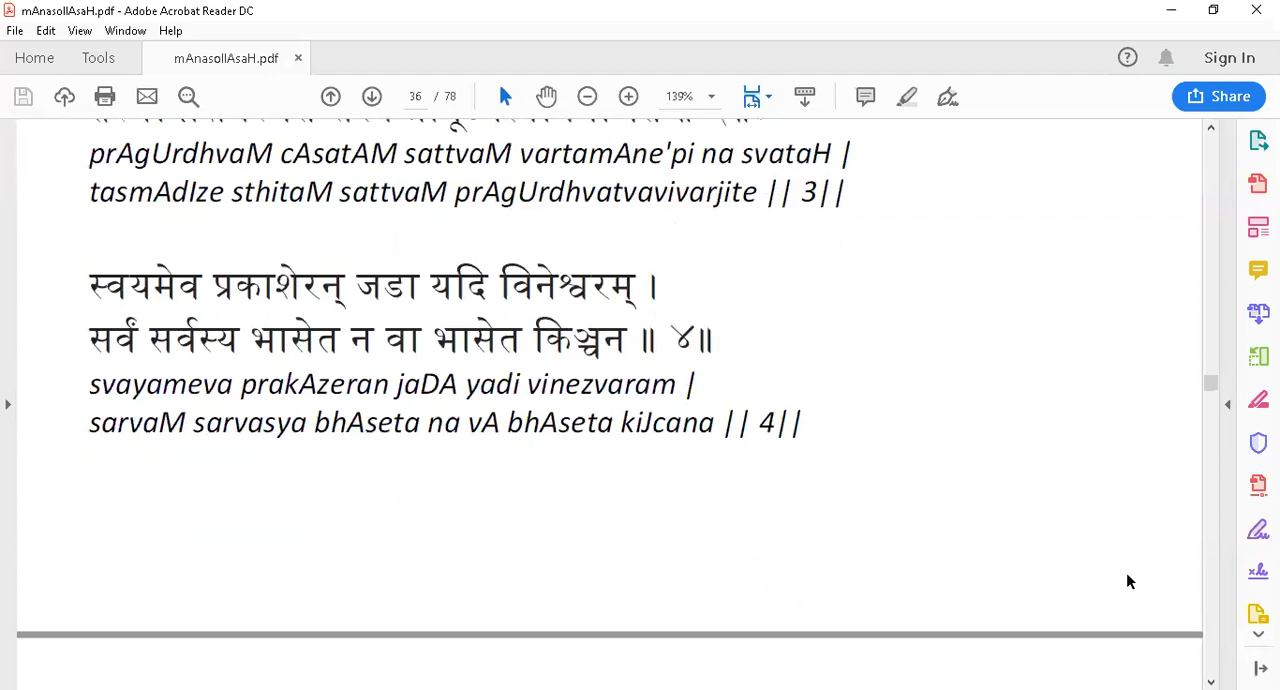 mAnasollAsaH.pdf - Adobe Acrobat Reader DC
File Edit View Window Help
Home Tools mAnasollAsaH.pdf × Sign In
36 / 78 139% Share
prAgUrdhvaM cAsatAM sattvaM vartamAne'pi na svataH |
tasmAdIze sthitaM sattvaM prAgUrdhvatvavivarjite || 3||
स्वयमेव प्रकाशेरन् जडा यदि विनेश्वरम् ।
सर्वं सर्वस्य भासेत न वा भासेत किञ्चन ॥ ४॥
svayameva prakAzeran jaDA yadi vinezvaram |
sarvaM sarvasya bhAseta na vA bhAseta kiJcana || 4||